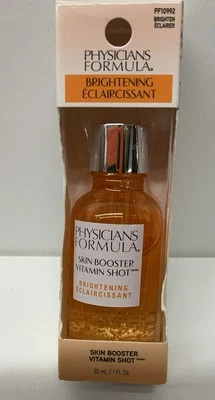 PF10992
BRIGHTEN
ÉCLAIRER
PHYSICIANS
FORMULA®
BRIGHTENING
ÉCLAIRCISSANT
PHYSICIANS
FORMULA®
SKIN BOOSTER
VITAMIN SHOT
BRIGHTENING
ÉCLAIRCISSANT
SKIN BOOSTER
VITAMIN SHOT
30 mL / 1 Fl. Oz.